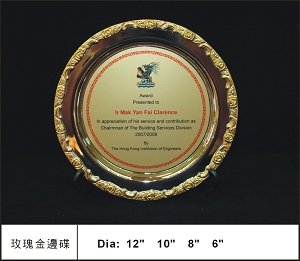 Award
Presented to
Ir Mak Yan Fai Clarence
In appreciation of his service and contribution as
Chairman of The Building Services Division
2007/2008
By
The Hong Kong Institution of Engineers
玫瑰金邊碟
Dia: 12" 10" 8" 6"